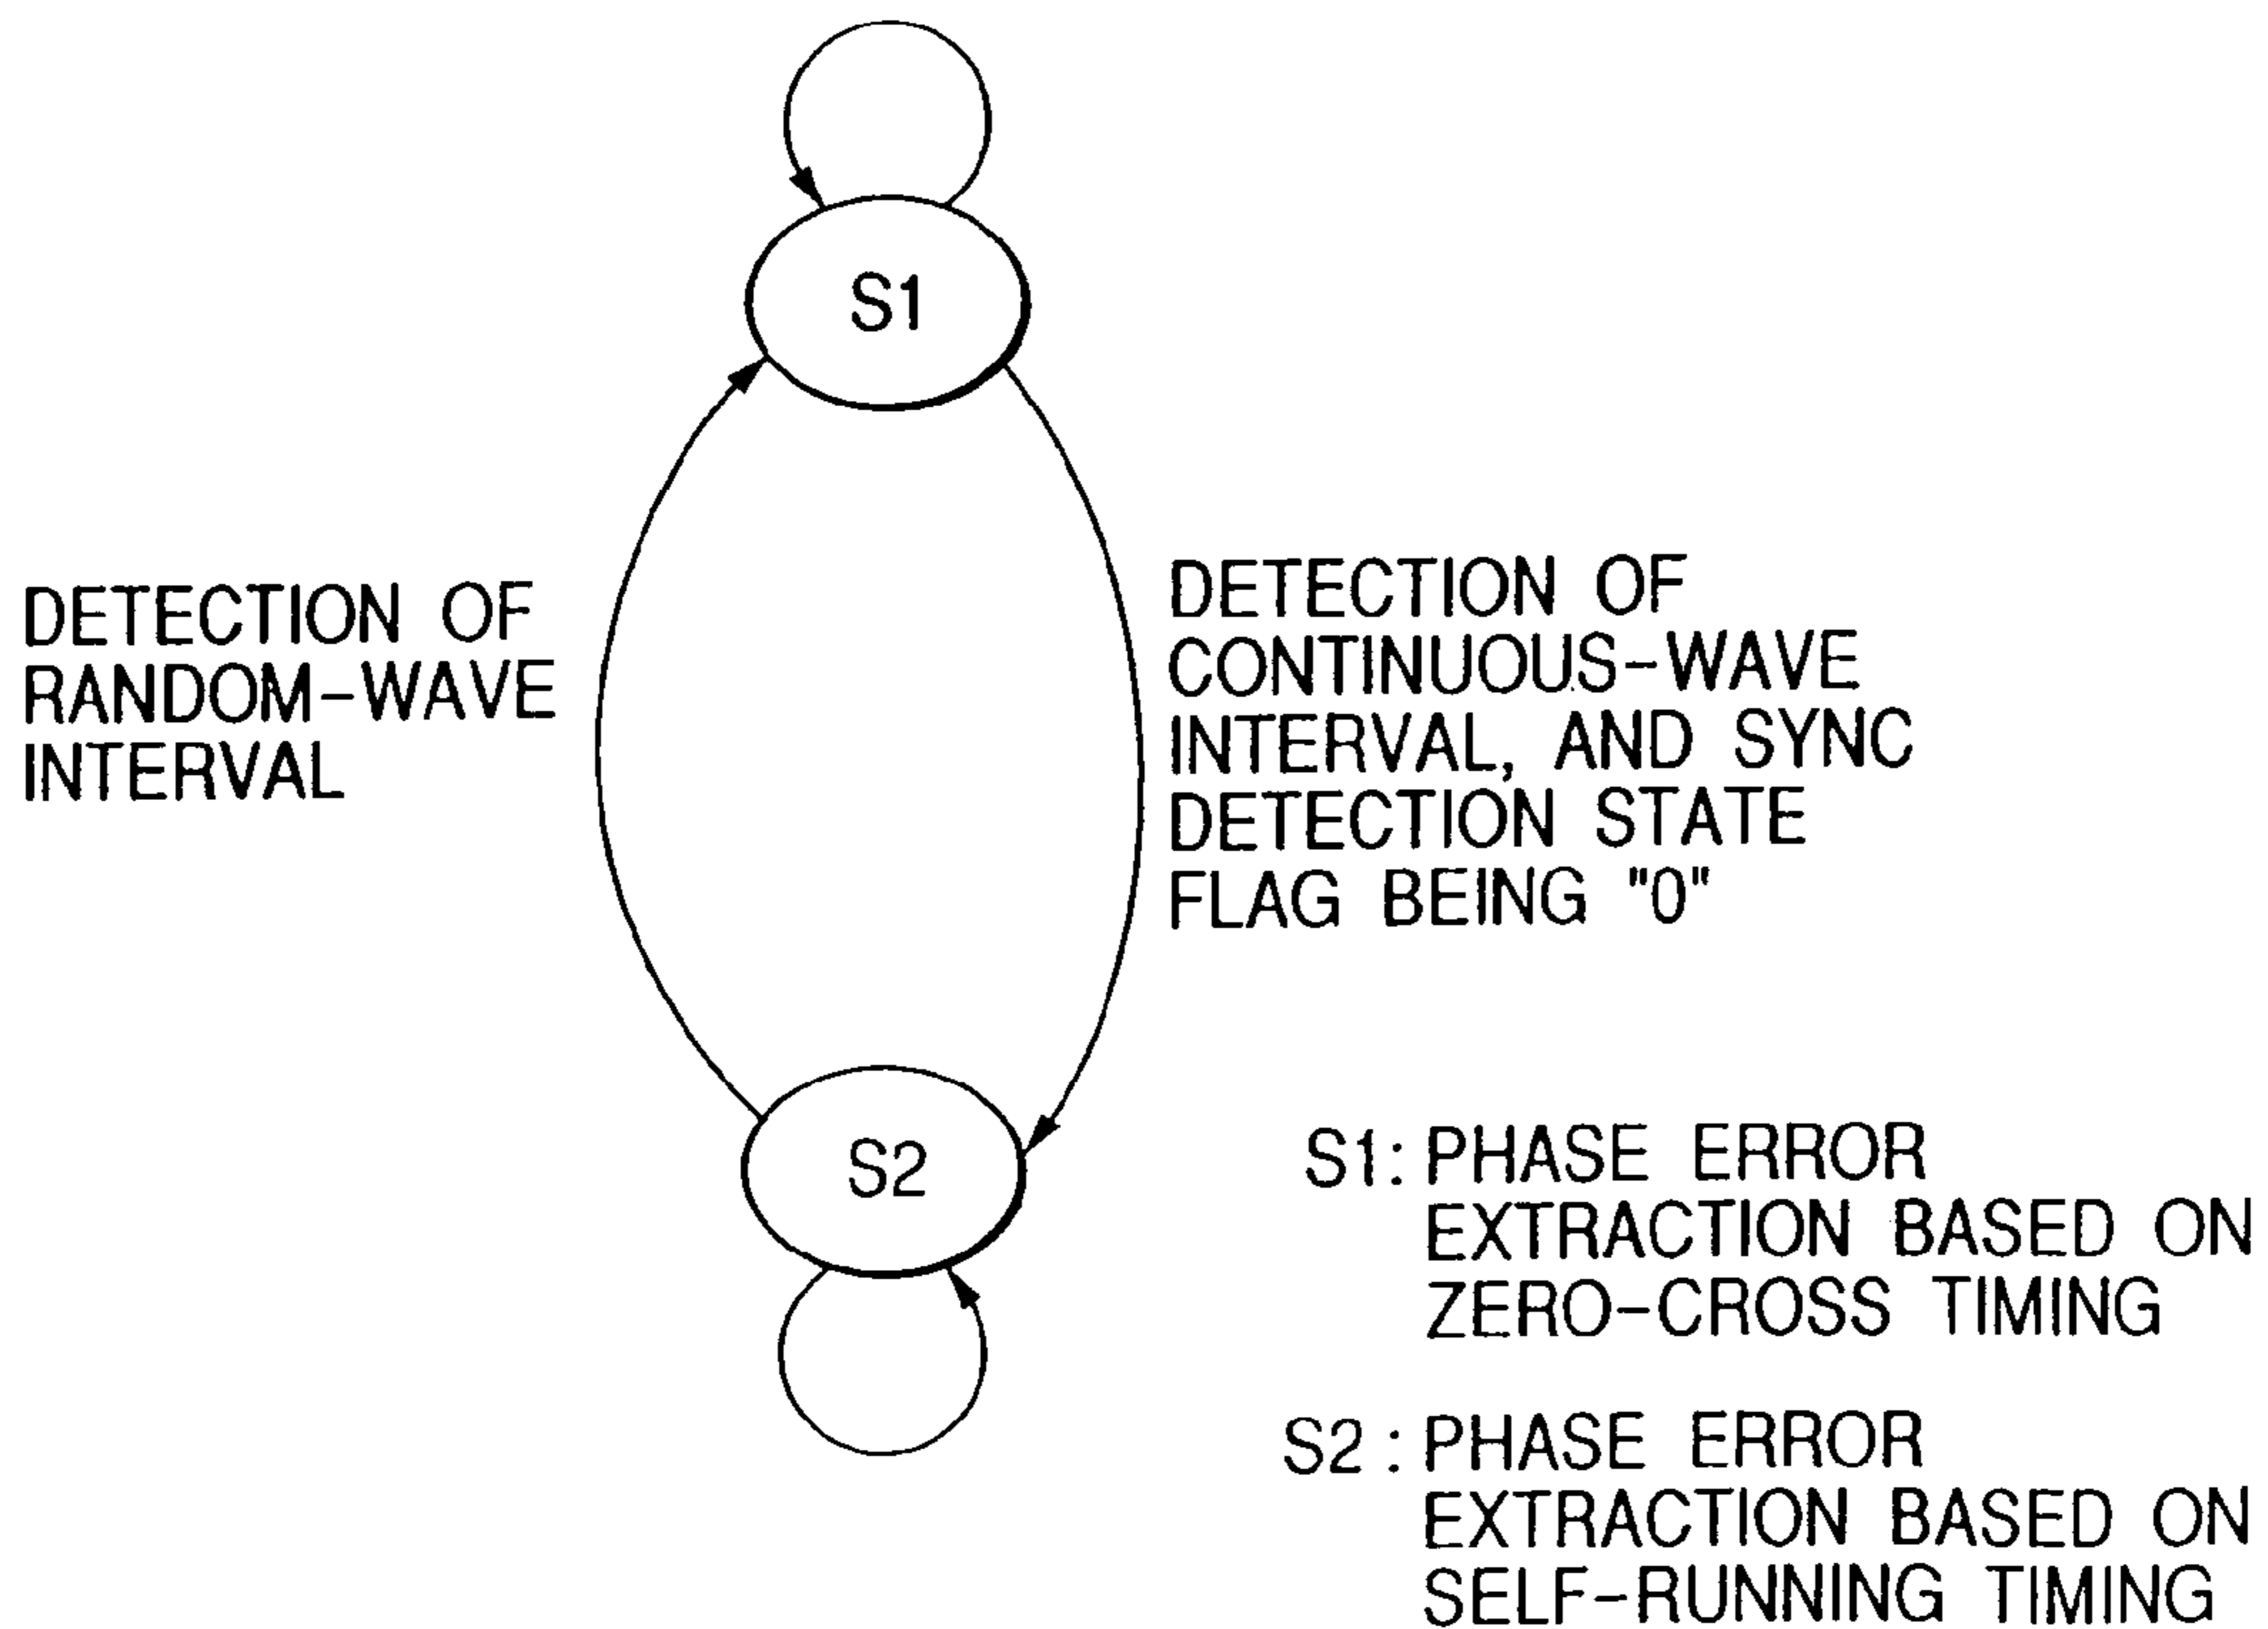 S1
DETECTION OF
RANDOM-WAVE
INTERVAL
DETECTION OF
CONTINUOUS-WAVE
INTERVAL, AND SYNC
DETECTION STATE
FLAG BEING "0"
S2
S1: PHASE ERROR
EXTRACTION BASED ON
ZERO-CROSS TIMING
S2 : PHASE ERROR
EXTRACTION BASED ON
SELF-RUNNING TIMING